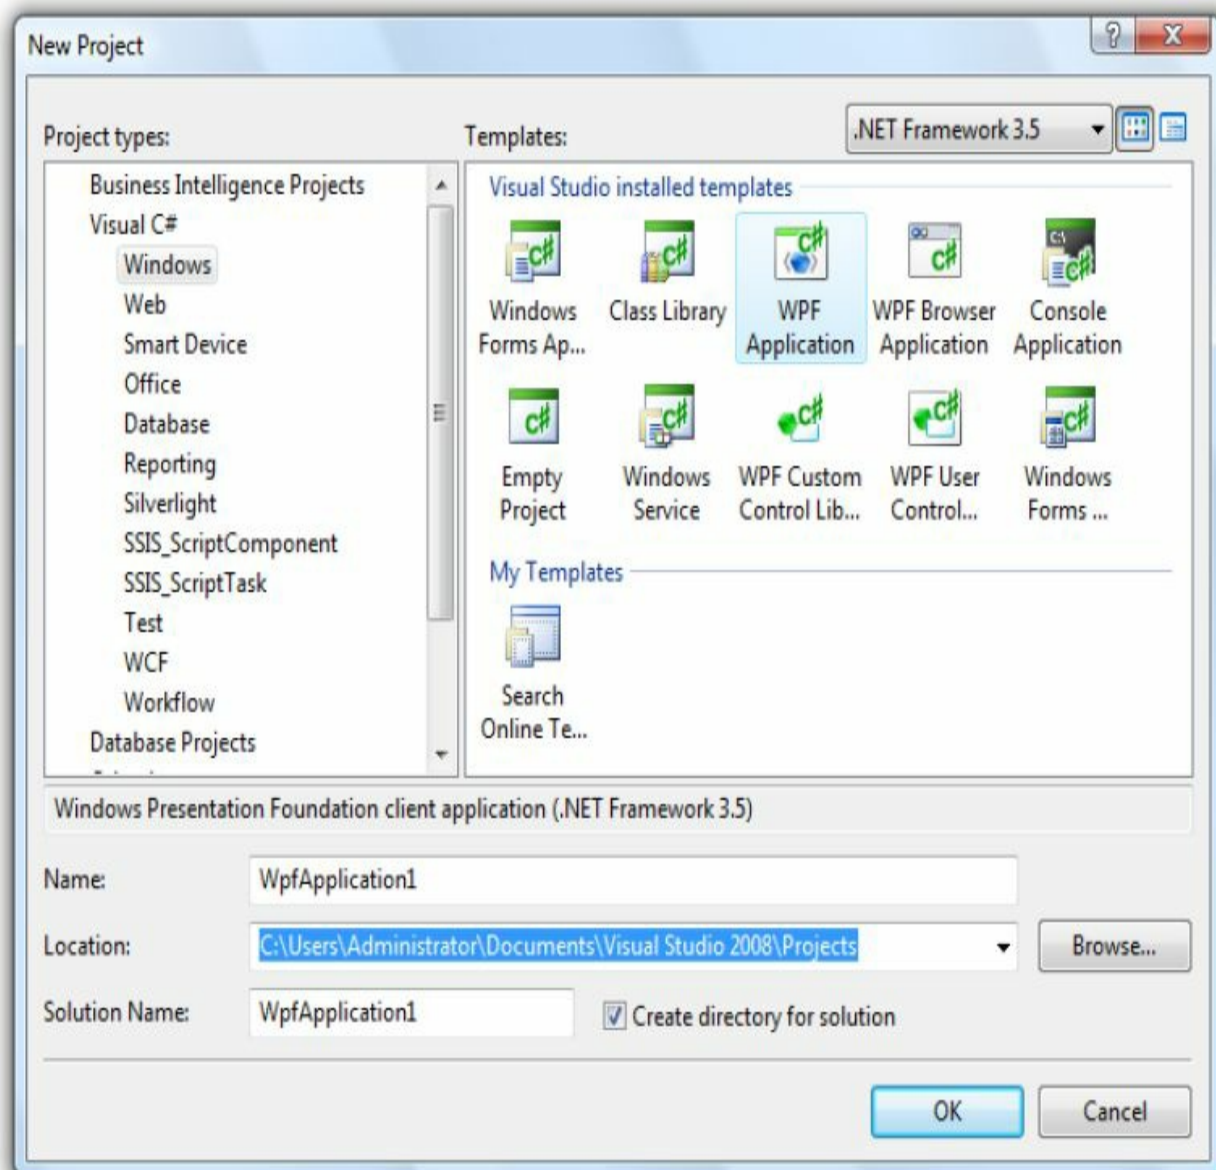 New Project
Project types:
Templates:
.NET Framework 3.5
Business Intelligence Projects
Visual C#
Windows
Web
Smart Device
Office
Database
Reporting
Silverlight
SSIS_ScriptComponent
SSIS_ScriptTask
Test
WCF
Workflow
Database Projects
Visual Studio installed templates
Windows
Forms Ap...
Class Library
WPF
Application
WPF Browser
Application
Console
Application
Empty
Project
Windows
Service
WPF Custom
Control Lib...
WPF User
Control...
Windows
Forms ...
My Templates
Search
Online Te...
Windows Presentation Foundation client application (.NET Framework 3.5)
Name:
WpfApplication1
Location:
C:\Users\Administrator\Documents\Visual Studio 2008\Projects
Browse...
Solution Name:
WpfApplication1
Create directory for solution
OK
Cancel